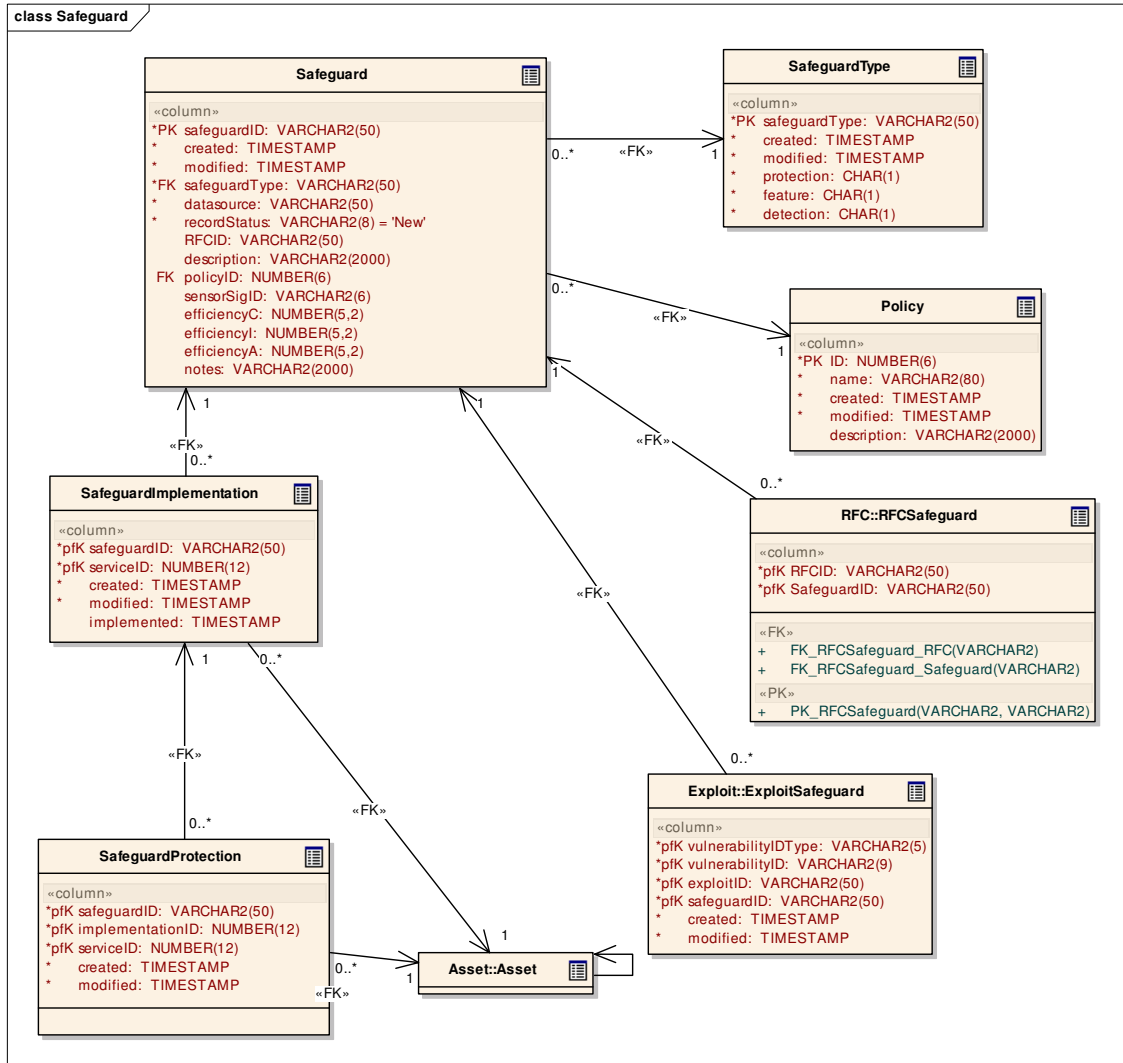 class Safeguard
Safeguard
«column»
*PK safeguardID: VARCHAR2(50)
* created: TIMESTAMP
* modified: TIMESTAMP
*FK safeguardType: VARCHAR2(50)
* datasource: VARCHAR2(50)
* recordStatus: VARCHAR2(8) = 'New'
RFCID: VARCHAR2(50)
description: VARCHAR2(2000)
FK policyID: NUMBER(6)
sensorSigID: VARCHAR2(6)
efficiencyC: NUMBER(5,2)
efficiencyI: NUMBER(5,2)
efficiencyA: NUMBER(5,2)
notes: VARCHAR2(2000)
SafeguardType
«column»
*PK safeguardType: VARCHAR2(50)
* created: TIMESTAMP
* modified: TIMESTAMP
* protection: CHAR(1)
* feature: CHAR(1)
* detection: CHAR(1)
0..*
«FK»
1
Policy
«column»
*PK ID: NUMBER(6)
* name: VARCHAR2(80)
* created: TIMESTAMP
* modified: TIMESTAMP
description: VARCHAR2(2000)
0..*
«FK»
1
1
«FK»
0..*
RFC::RFCSafeguard
«column»
*pfK RFCID: VARCHAR2(50)
*pfK SafeguardID: VARCHAR2(50)
«FK»
+ FK_RFCSafeguard_RFC(VARCHAR2)
+ FK_RFCSafeguard_Safeguard(VARCHAR2)
«PK»
+ PK_RFCSafeguard(VARCHAR2, VARCHAR2)
1
«FK»
0..*
SafeguardImplementation
«column»
*pfK safeguardID: VARCHAR2(50)
*pfK serviceID: NUMBER(12)
* created: TIMESTAMP
* modified: TIMESTAMP
implemented: TIMESTAMP
1
«FK»
0..*
Exploit::ExploitSafeguard
«column»
*pfK vulnerabilityIDType: VARCHAR2(5)
*pfK vulnerabilityID: VARCHAR2(9)
*pfK exploitID: VARCHAR2(50)
*pfK safeguardID: VARCHAR2(50)
* created: TIMESTAMP
* modified: TIMESTAMP
1
«FK»
0..*
0..*
«FK»
1
SafeguardProtection
«column»
*pfK safeguardID: VARCHAR2(50)
*pfK implementationID: NUMBER(12)
*pfK serviceID: NUMBER(12)
* created: TIMESTAMP
* modified: TIMESTAMP
0..*
«FK»
1
Asset::Asset